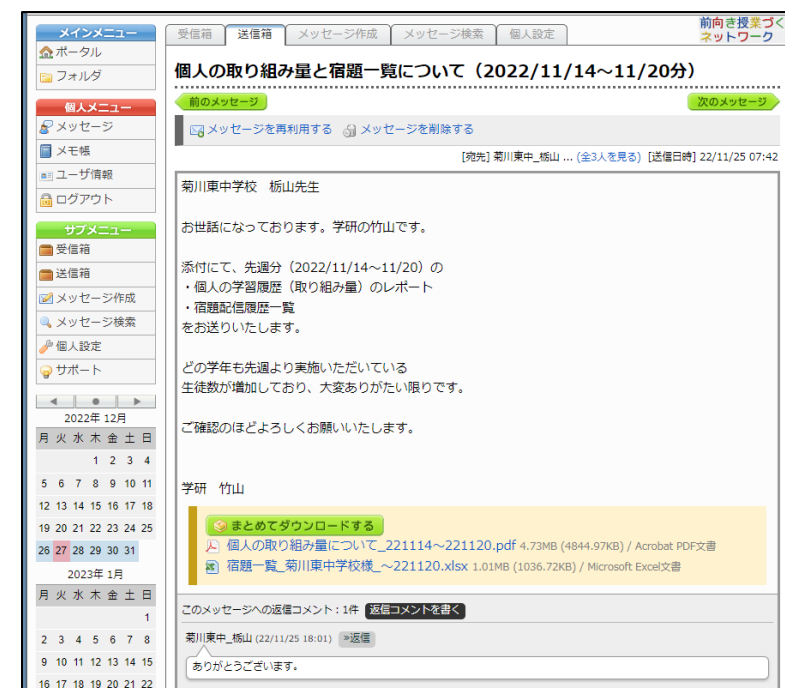 メインメニュー
ポータル
フォルダ
個人メニュー
メッセージ
メモ帳
ユーザ情報
ログアウト
サブメニュー
受信箱
送信箱
メッセージ作成
メッセージ検索
個人設定
サポート
2022年 12月
月 火 水 木 金 土 日
1 2 3 4
5 6 7 8 9 10 11
12 13 14 15 16 17 18
19 20 21 22 23 24 25
26 27 28 29 30 31
2023年 1月
月 火 水 木 金 土 日
1
2 3 4 5 6 7 8
9 10 11 12 13 14 15
16 17 18 19 20 21 22
受信箱 送信箱 メッセージ作成 メッセージ検索 個人設定
前向き授業づく
ネットワーク
個人の取り組み量と宿題一覧について（2022/11/14～11/20分）
前のメッセージ 次のメッセージ
メッセージを再利用する メッセージを削除する
[宛先] 菊川東中_栃山 ... (全3人を見る) [送信日時] 22/11/25 07:42
菊川東中学校 栃山先生
お世話になっております。学研の竹山です。
添付にて、先週分（2022/11/14～11/20）の
・個人の学習履歴（取り組み量）のレポート
・宿題配信履歴一覧
をお送りいたします。
どの学年も先週より実施いただいている
生徒数が増加しており、大変ありがたい限りです。
ご確認のほどよろしくお願いいたします。
学研 竹山
まとめてダウンロードする
個人の取り組み量について_221114～221120.pdf 4.73MB (4844.97KB) / Acrobat PDF文書
宿題一覧_菊川東中学校様_～221120.xlsx 1.01MB (1036.72KB) / Microsoft Excel文書
このメッセージへの返信コメント：1件 返信コメントを書く
菊川東中_栃山 (22/11/25 18:01) »返信
ありがとうございます。